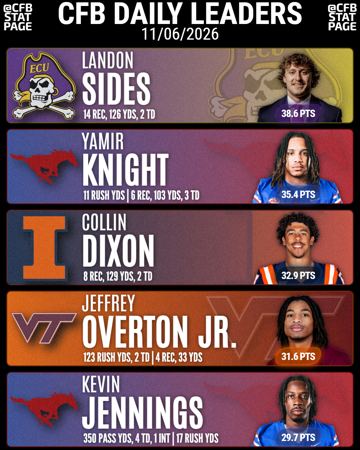 @CFB
STAT
PAGE
CFB DAILY LEADERS
11/06/2026
@CFB
STAT
PAGE
ECU
LANDON
SIDES
14 REC, 126 YDS, 2 TD
38.6 PTS
YAMIR
KNIGHT
11 RUSH YDS | 6 REC, 103 YDS, 3 TD
35.4 PTS
I
COLLIN
DIXON
8 REC, 129 YDS, 2 TD
32.9 PTS
VT
JEFFREY
OVERTON JR.
123 RUSH YDS, 2 TD | 4 REC, 33 YDS
31.6 PTS
KEVIN
JENNINGS
350 PASS YDS, 4 TD, 1 INT | 17 RUSH YDS
29.7 PTS